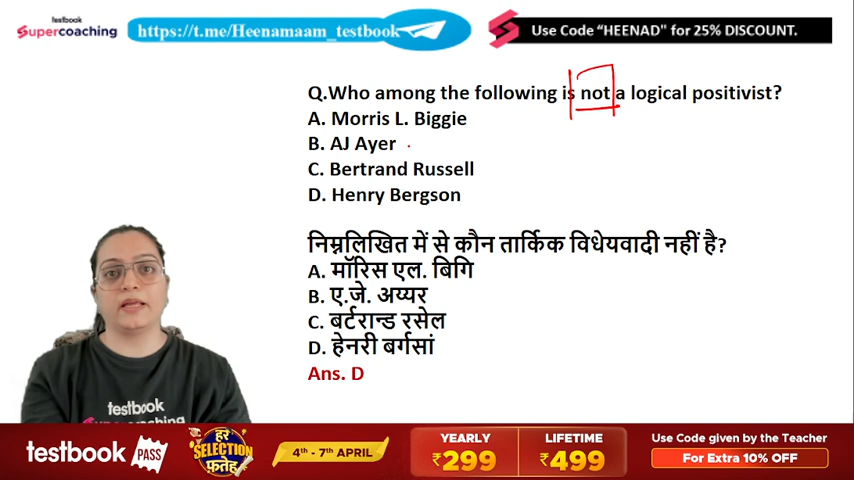 testbook
Supercoaching
https://t.me/Heenamaam_testbook
Use Code “HEENAD" for 25% DISCOUNT.
Q.Who among the following is not a logical positivist?
A. Morris L. Biggie
B. AJ Ayer
C. Bertrand Russell
D. Henry Bergson
निम्नलिखित में से कौन तार्किक विधेयवादी नहीं है?
A. मॉरिस एल. बिगि
B. ए.जे. अय्यर
C. बर्टरान्ड रसेल
D. हेनरी बर्गसां
Ans. D
testbook
Supercoaching
testbook PASS
हर
SELECTION
फतेह
4th - 7th APRIL
YEARLY
₹299
LIFETIME
₹499
Use Code given by the Teacher
For Extra 10% OFF